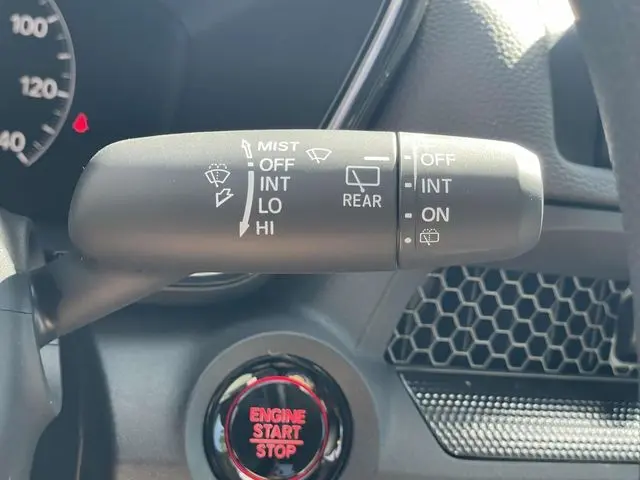 100
120
40
MIST
OFF
INT
LO
HI
REAR
OFF
INT
ON
ENGINE
START
STOP